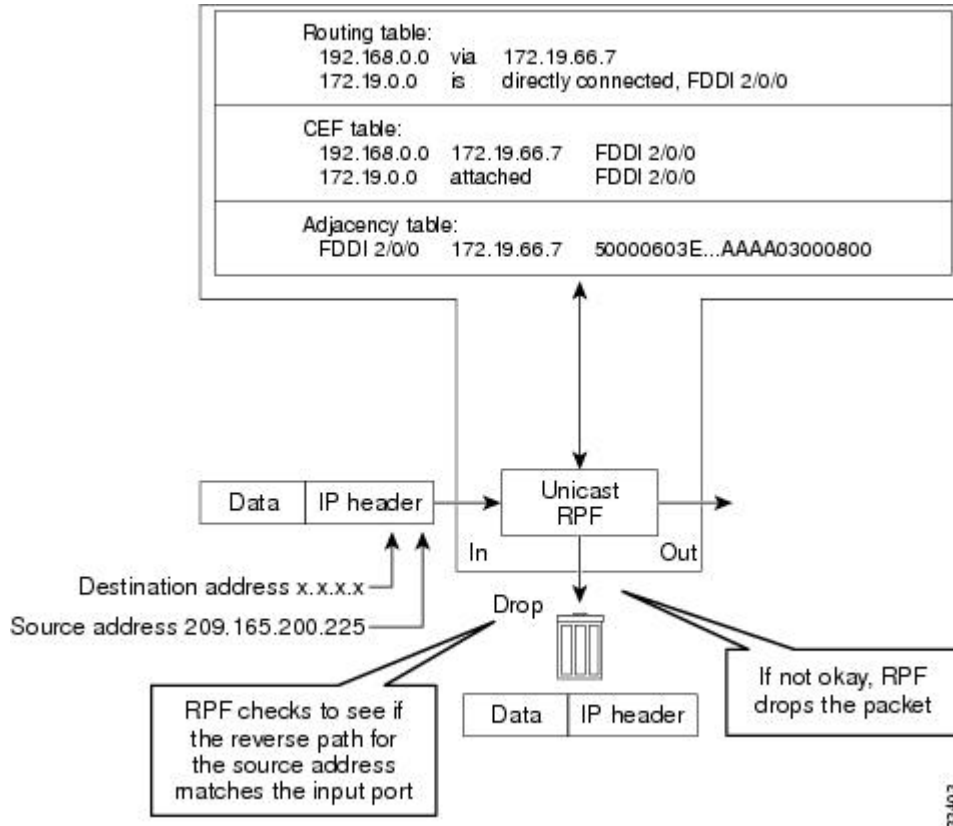 Routing table:
192.168.0.0 via 172.19.66.7
172.19.0.0 is directly connected, FDDI 2/0/0
CEF table:
192.168.0.0 172.19.66.7 FDDI 2/0/0
172.19.0.0 attached FDDI 2/0/0
Adjacency table:
FDDI 2/0/0 172.19.66.7 50000603E...AAAA03000800
Data IP header
Unicast
RPF
In Out
Destination address x.x.x.x
Source address 209.165.200.225
Drop
RPF checks to see if
the reverse path for
the source address
matches the input port
Data IP header
If not okay, RPF
drops the packet